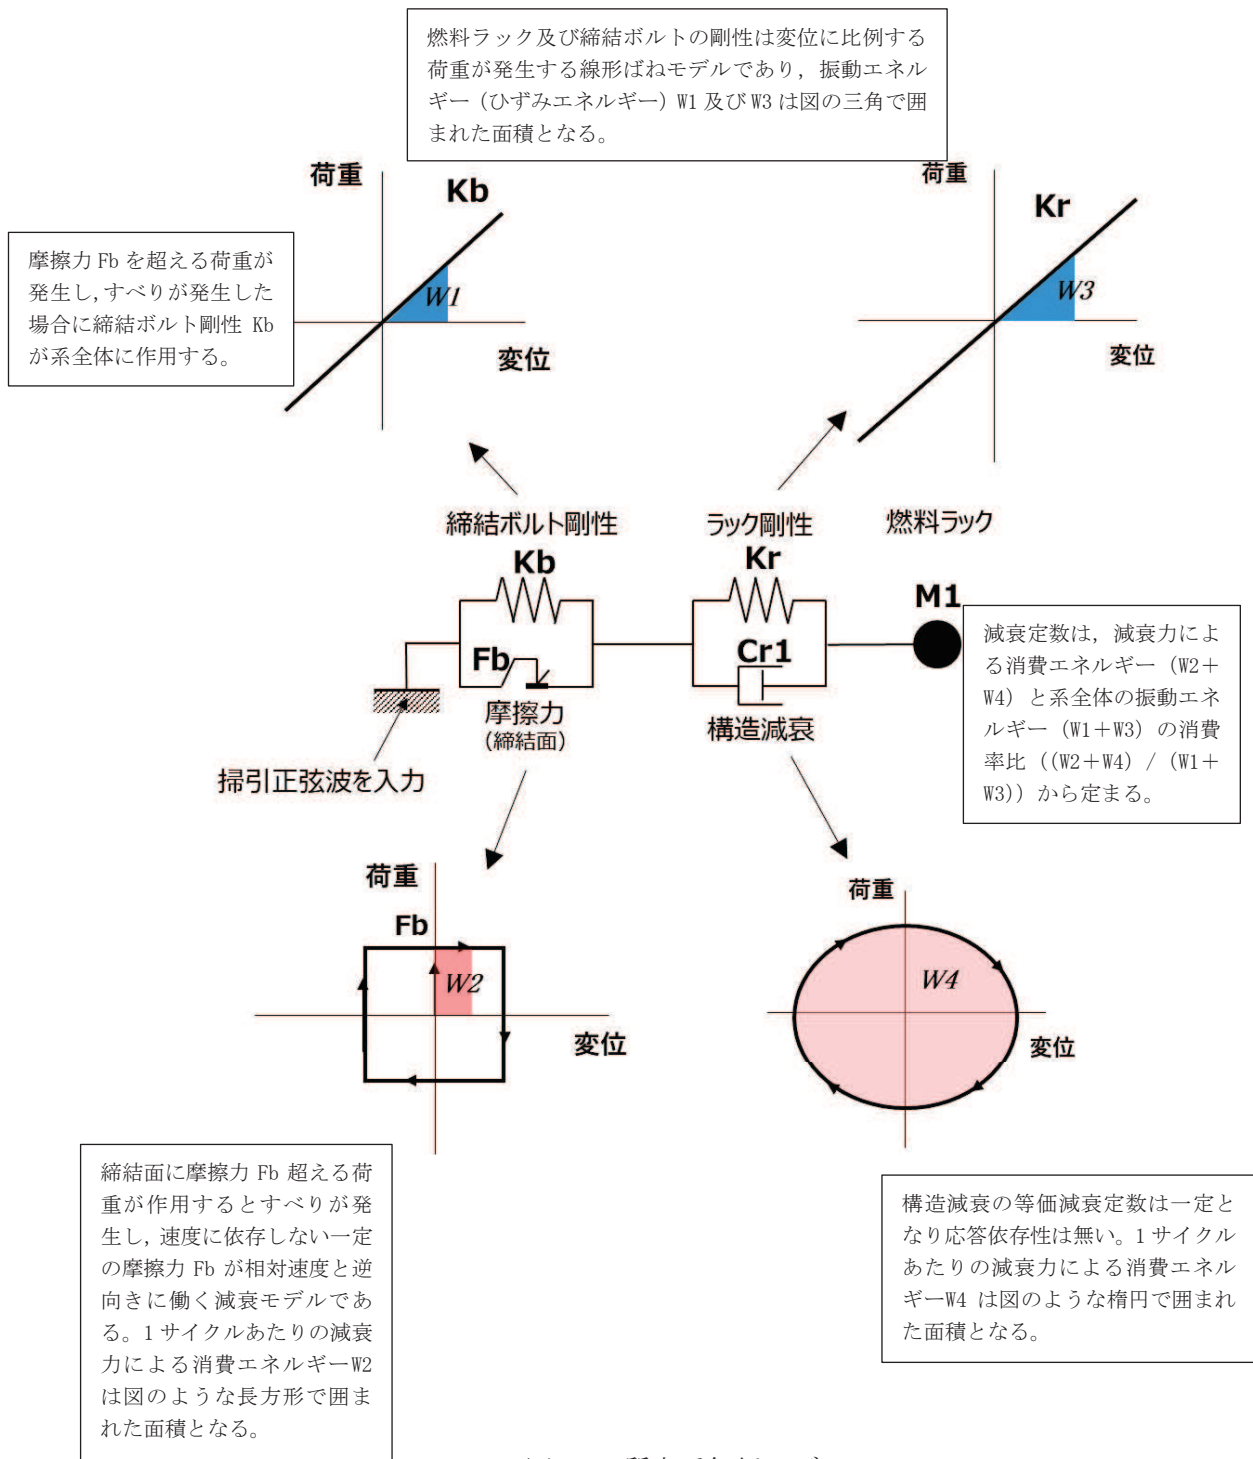 燃料ラック及び締結ボルトの剛性は変位に比例する
荷重が発生する線形ばねモデルであり，振動エネル
ギー（ひずみエネルギー）W1 及び W3 は図の三角で囲
まれた面積となる。
荷重
Kb
W1
変位
荷重
Kr
W3
変位
摩擦力 Fb を超える荷重が
発生し，すべりが発生した
場合に締結ボルト剛性 Kb
が系全体に作用する。
締結ボルト剛性
Kb
ラック剛性
Kr
燃料ラック
M1
Fb
摩擦力
（締結面）
Cr1
構造減衰
掃引正弦波を入力
減衰定数は，減衰力によ
る消費エネルギー（W2＋
W4）と系全体の振動エネ
ルギー（W1＋W3）の消費
率比（(W2＋W4) / (W1＋
W3)）から定まる。
荷重
Fb
W2
変位
荷重
W4
変位
締結面に摩擦力 Fb 超える荷
重が作用するとすべりが発
生し，速度に依存しない一定
の摩擦力 Fb が相対速度と逆
向きに働く減衰モデルであ
る。1 サイクルあたりの減衰
力による消費エネルギーW2
は図のような長方形で囲ま
れた面積となる。
構造減衰の等価減衰定数は一定と
なり応答依存性は無い。1 サイクル
あたりの減衰力による消費エネル
ギーW4 は図のような楕円で囲まれ
た面積となる。